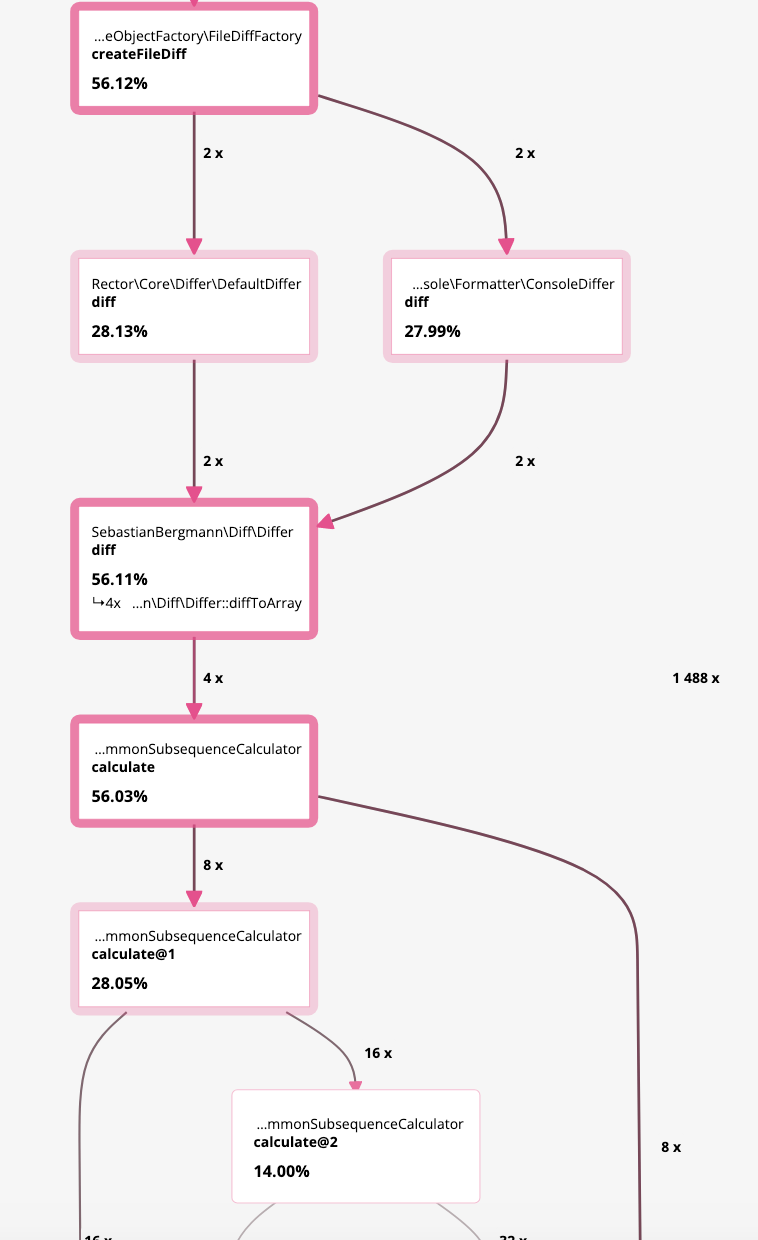 ...eObjectFactory\FileDiffFactory
createFileDiff
56.12%
2 x
2 x
Rector\Core\Differ\DefaultDiffer
diff
28.13%
...sole\Formatter\ConsoleDiffer
diff
27.99%
2 x
2 x
SebastianBergmann\Diff\Differ
diff
56.11%
↳4x ...n\Diff\Differ::diffToArray
4 x
1 488 x
...mmonSubsequenceCalculator
calculate
56.03%
8 x
...mmonSubsequenceCalculator
calculate@1
28.05%
16 x
...mmonSubsequenceCalculator
calculate@2
14.00%
8 x
16 x
32 x